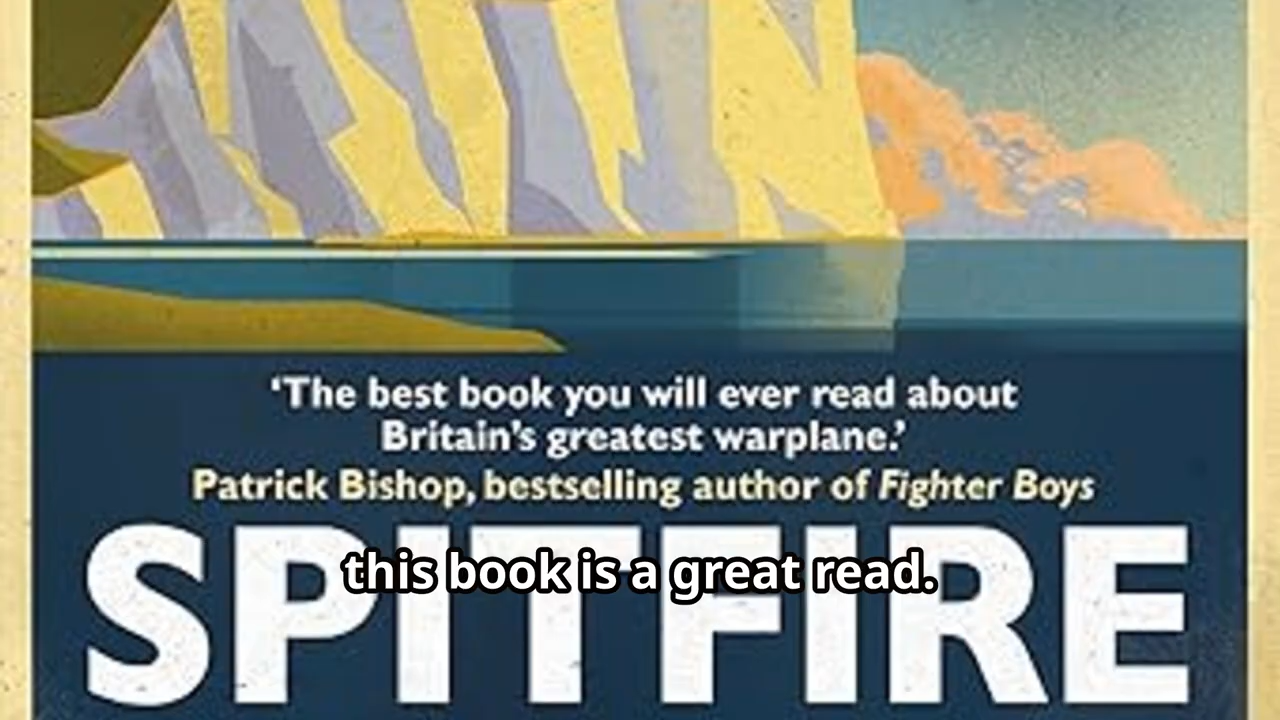 ‘The best book you will ever read about
Britain’s greatest warplane.’
Patrick Bishop, bestselling author of Fighter Boys
SPITFIRE
this book is a great read.